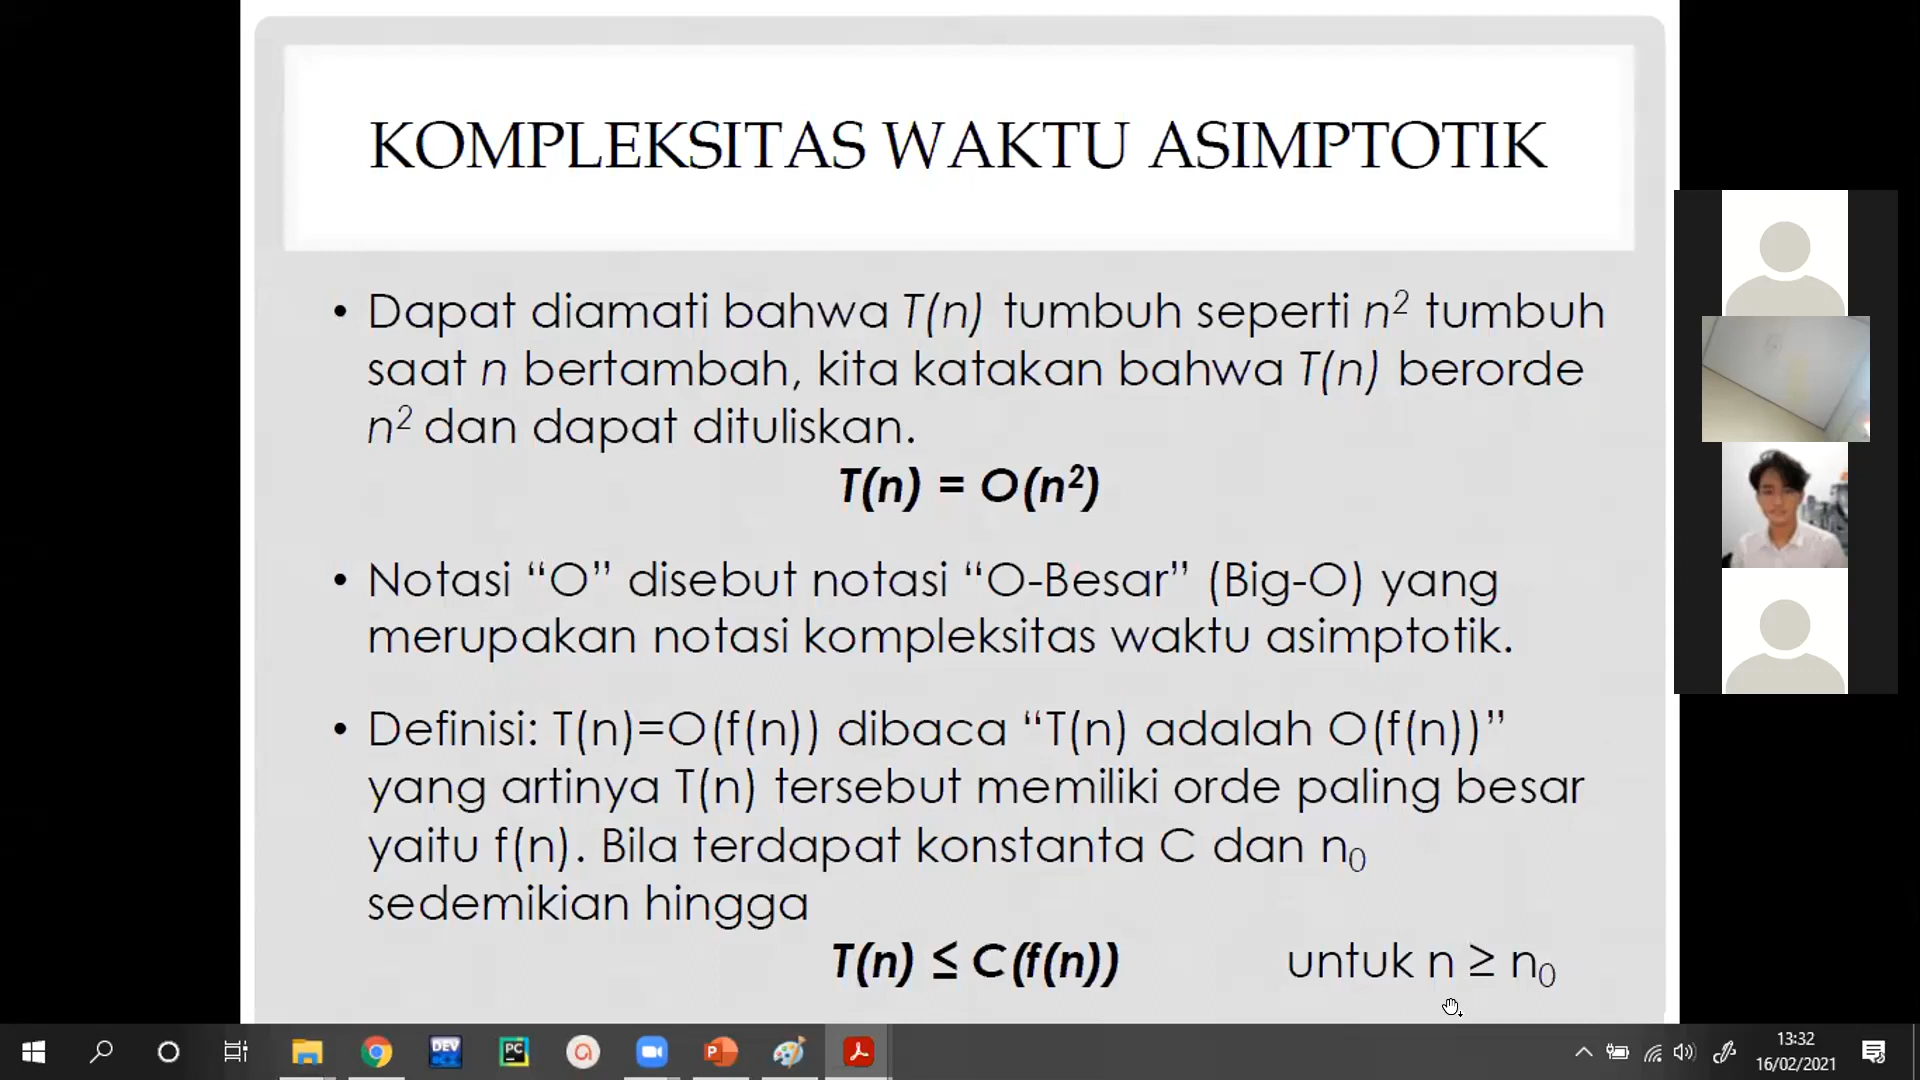 KOMPLEKSITAS WAKTU ASIMPTOTIK
• Dapat diamati bahwa T(n) tumbuh seperti n² tumbuh
saat n bertambah, kita katakan bahwa T(n) berorde
n² dan dapat dituliskan.
T(n) = O(n²)
• Notasi “O” disebut notasi “O-Besar” (Big-O) yang
merupakan notasi kompleksitas waktu asimptotik.
• Definisi: T(n)=O(f(n)) dibaca “T(n) adalah O(f(n))”
yang artinya T(n) tersebut memiliki orde paling besar
yaitu f(n). Bila terdapat konstanta C dan n₀
sedemikian hingga
T(n) ≤ C(f(n)) untuk n ≥ n₀
DEV
PC
P
13:32
16/02/2021